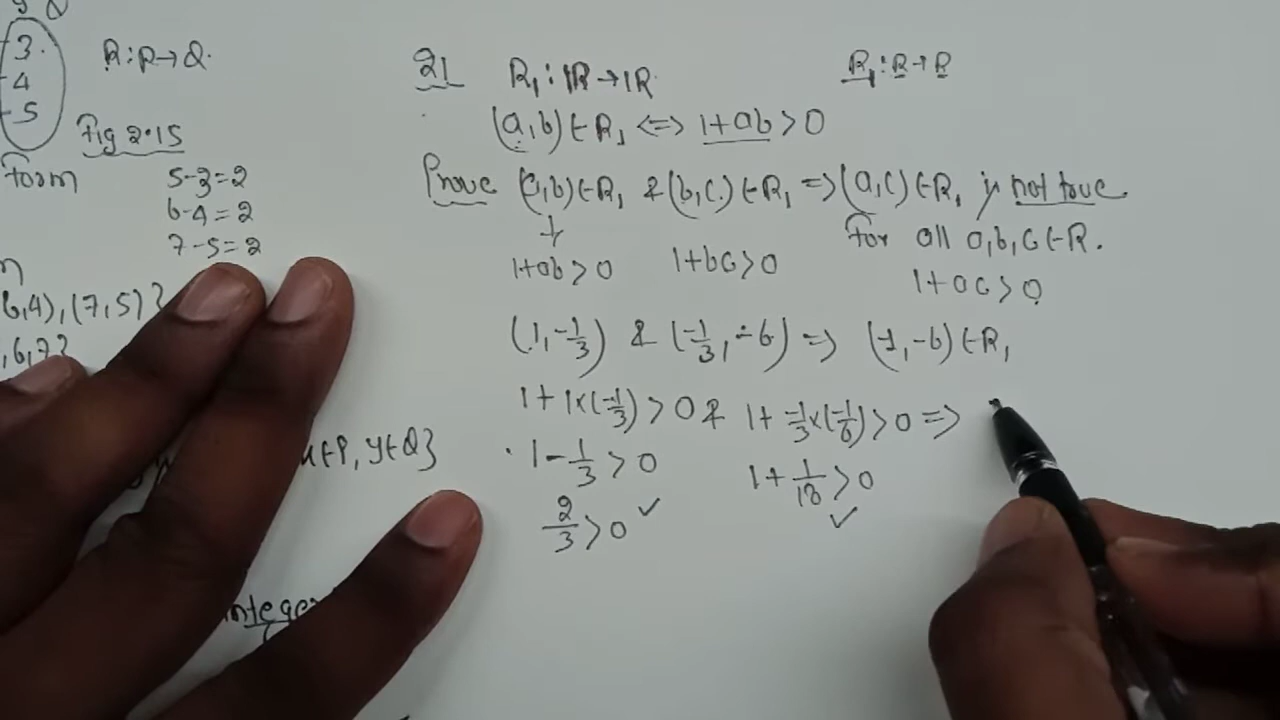 3.
4
5
R : P → Q.
Fig 2.15
Form
5-3=2
6-4=2
7-5=2
6,4), (7,5)}
,6,7}
x∈P, y∈Q}
Integer
21 R₁ : ℝ → ℝ. R₁ : R → R
(a,b) ∈ R₁ <=> 1+ab > 0
Prove (a,b) ∈ R₁ & (b,c) ∈ R₁ => (a,c) ∈ R₁ is not true
For all a,b,c ∈ R.
1+ab > 0 1+bc > 0 1+ac > 0
(1, -1/3) & (-1/3, -6) => (-1, -6) ∈ R₁
1 + 1×(-1/3) > 0 & 1 + -1/3×(-1/6) > 0 =>
1 - 1/3 > 0 1 + 1/18 > 0
2/3 > 0 ✓ ✓